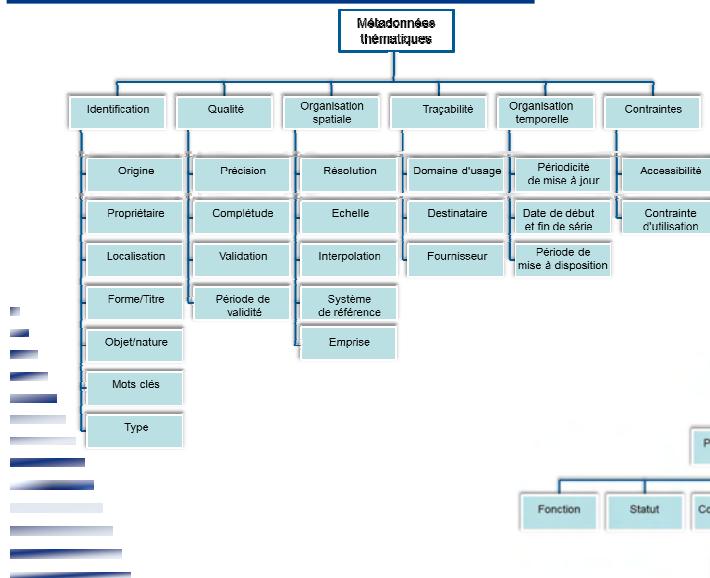 Métadonnées
thématiques
Identification
Qualité
Organisation
spatiale
Traçabilité
Organisation
temporelle
Contraintes
Origine
Précision
Résolution
Domaine d'usage
Périodicité
de mise à jour
Accessibilité
Propriétaire
Complétude
Echelle
Destinataire
Date de début
et fin de série
Contrainte
d'utilisation
Localisation
Validation
Interpolation
Fournisseur
Période de
mise à disposition
Forme/Titre
Période de
validité
Système
de référence
Objet/nature
Emprise
Mots clés
Type
P
Fonction
Statut
Co